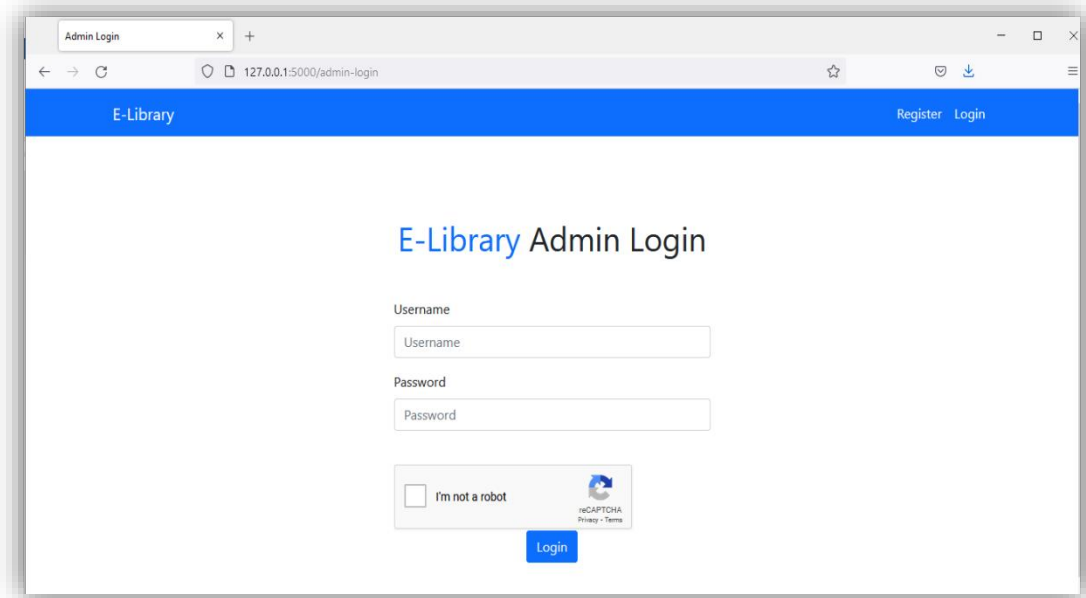 Admin Login
127.0.0.1:5000/admin-login
E-Library Register Login
E-Library Admin Login
Username
Username
Password
Password
I'm not a robot
reCAPTCHA
Privacy - Terms
Login